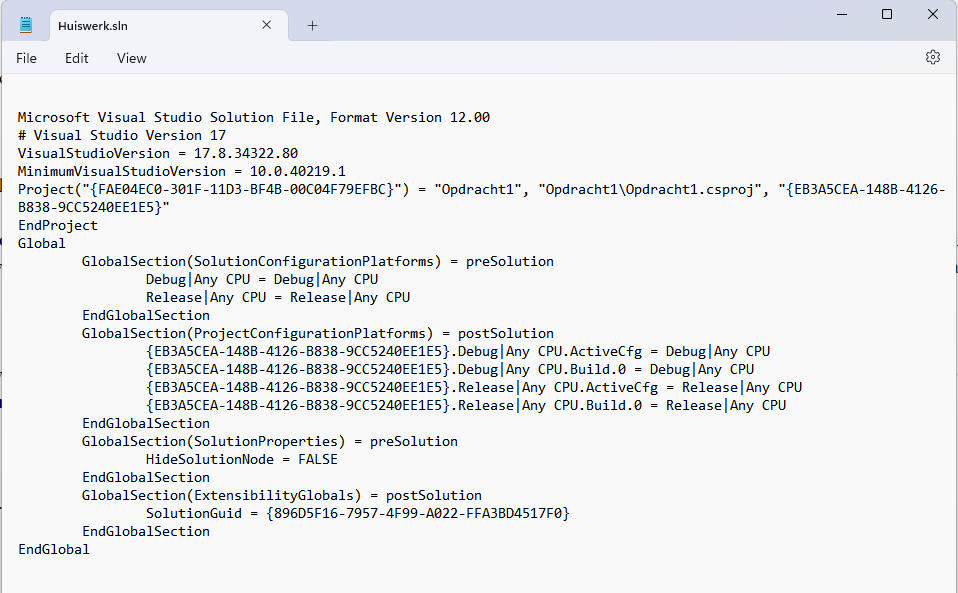 Huiswerk.sln
File Edit View
Microsoft Visual Studio Solution File, Format Version 12.00
# Visual Studio Version 17
VisualStudioVersion = 17.8.34322.80
MinimumVisualStudioVersion = 10.0.40219.1
Project("{FAE04EC0-301F-11D3-BF4B-00C04F79EFBC}") = "Opdracht1", "Opdracht1\Opdracht1.csproj", "{EB3A5CEA-148B-4126-
B838-9CC5240EE1E5}"
EndProject
Global
GlobalSection(SolutionConfigurationPlatforms) = preSolution
Debug|Any CPU = Debug|Any CPU
Release|Any CPU = Release|Any CPU
EndGlobalSection
GlobalSection(ProjectConfigurationPlatforms) = postSolution
{EB3A5CEA-148B-4126-B838-9CC5240EE1E5}.Debug|Any CPU.ActiveCfg = Debug|Any CPU
{EB3A5CEA-148B-4126-B838-9CC5240EE1E5}.Debug|Any CPU.Build.0 = Debug|Any CPU
{EB3A5CEA-148B-4126-B838-9CC5240EE1E5}.Release|Any CPU.ActiveCfg = Release|Any CPU
{EB3A5CEA-148B-4126-B838-9CC5240EE1E5}.Release|Any CPU.Build.0 = Release|Any CPU
EndGlobalSection
GlobalSection(SolutionProperties) = preSolution
HideSolutionNode = FALSE
EndGlobalSection
GlobalSection(ExtensibilityGlobals) = postSolution
SolutionGuid = {896D5F16-7957-4F99-A022-FFA3BD4517F0}
EndGlobalSection
EndGlobal